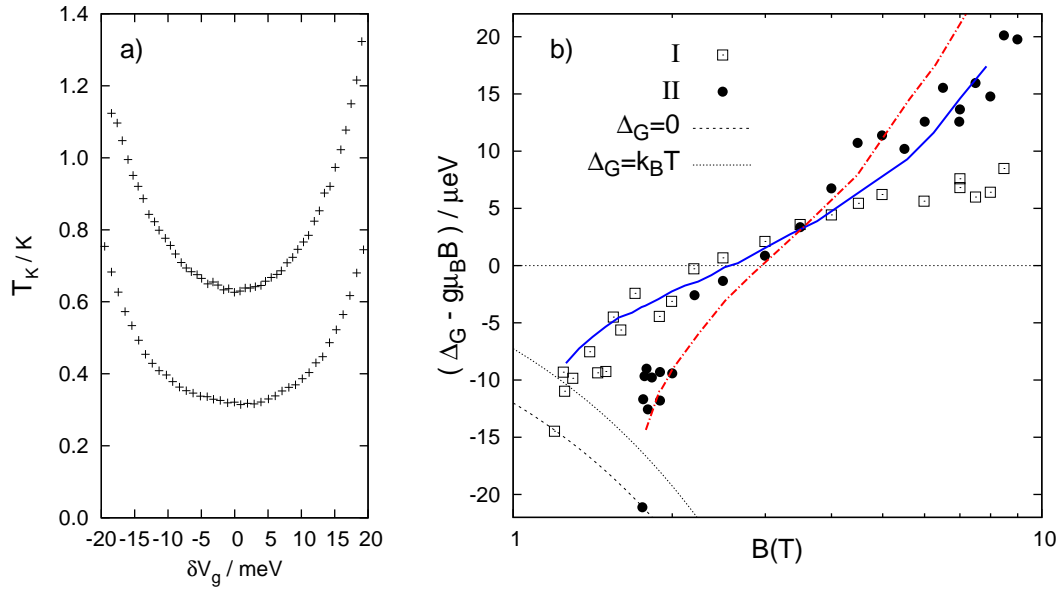 a)
T_K / K
1.4
1.2
1.0
0.8
0.6
0.4
0.2
0.0
-20 -15 -10 -5 0 5 10 15 20
δV_g / meV
b)
I
II
Δ_G=0
Δ_G=k_BT
( Δ_G - gμ_BB ) / μeV
20
15
10
5
0
-5
-10
-15
-20
1 10
B(T)